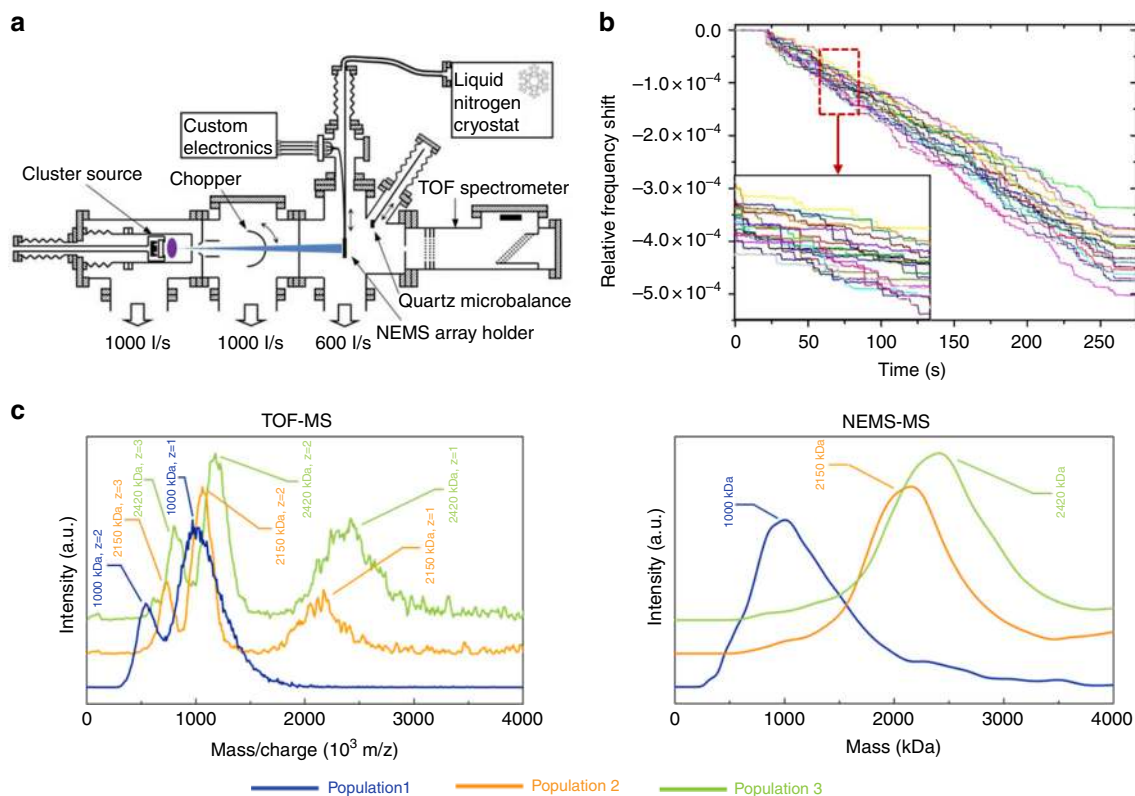 a
Liquid
nitrogen
cryostat
Custom
electronics
Cluster source
Chopper
TOF spectrometer
Quartz microbalance
NEMS array holder
1000 l/s
1000 l/s
600 l/s
b
Relative frequency shift
0.0
−1.0 × 10⁻⁴
−2.0 × 10⁻⁴
−3.0 × 10⁻⁴
−4.0 × 10⁻⁴
−5.0 × 10⁻⁴
0
50
100
150
200
250
Time (s)
c
TOF-MS
Intensity (a.u.)
1000 kDa, z=2
2150 kDa, z=3
2420 kDa, z=3
1000 kDa, z=1
2150 kDa, z=2
2420 kDa, z=2
2150 kDa, z=1
2420 kDa, z=1
0
1000
2000
3000
4000
Mass/charge (10³ m/z)
NEMS-MS
Intensity (a.u.)
1000 kDa
2150 kDa
2420 kDa
0
1000
2000
3000
4000
Mass (kDa)
Population1
Population 2
Population 3